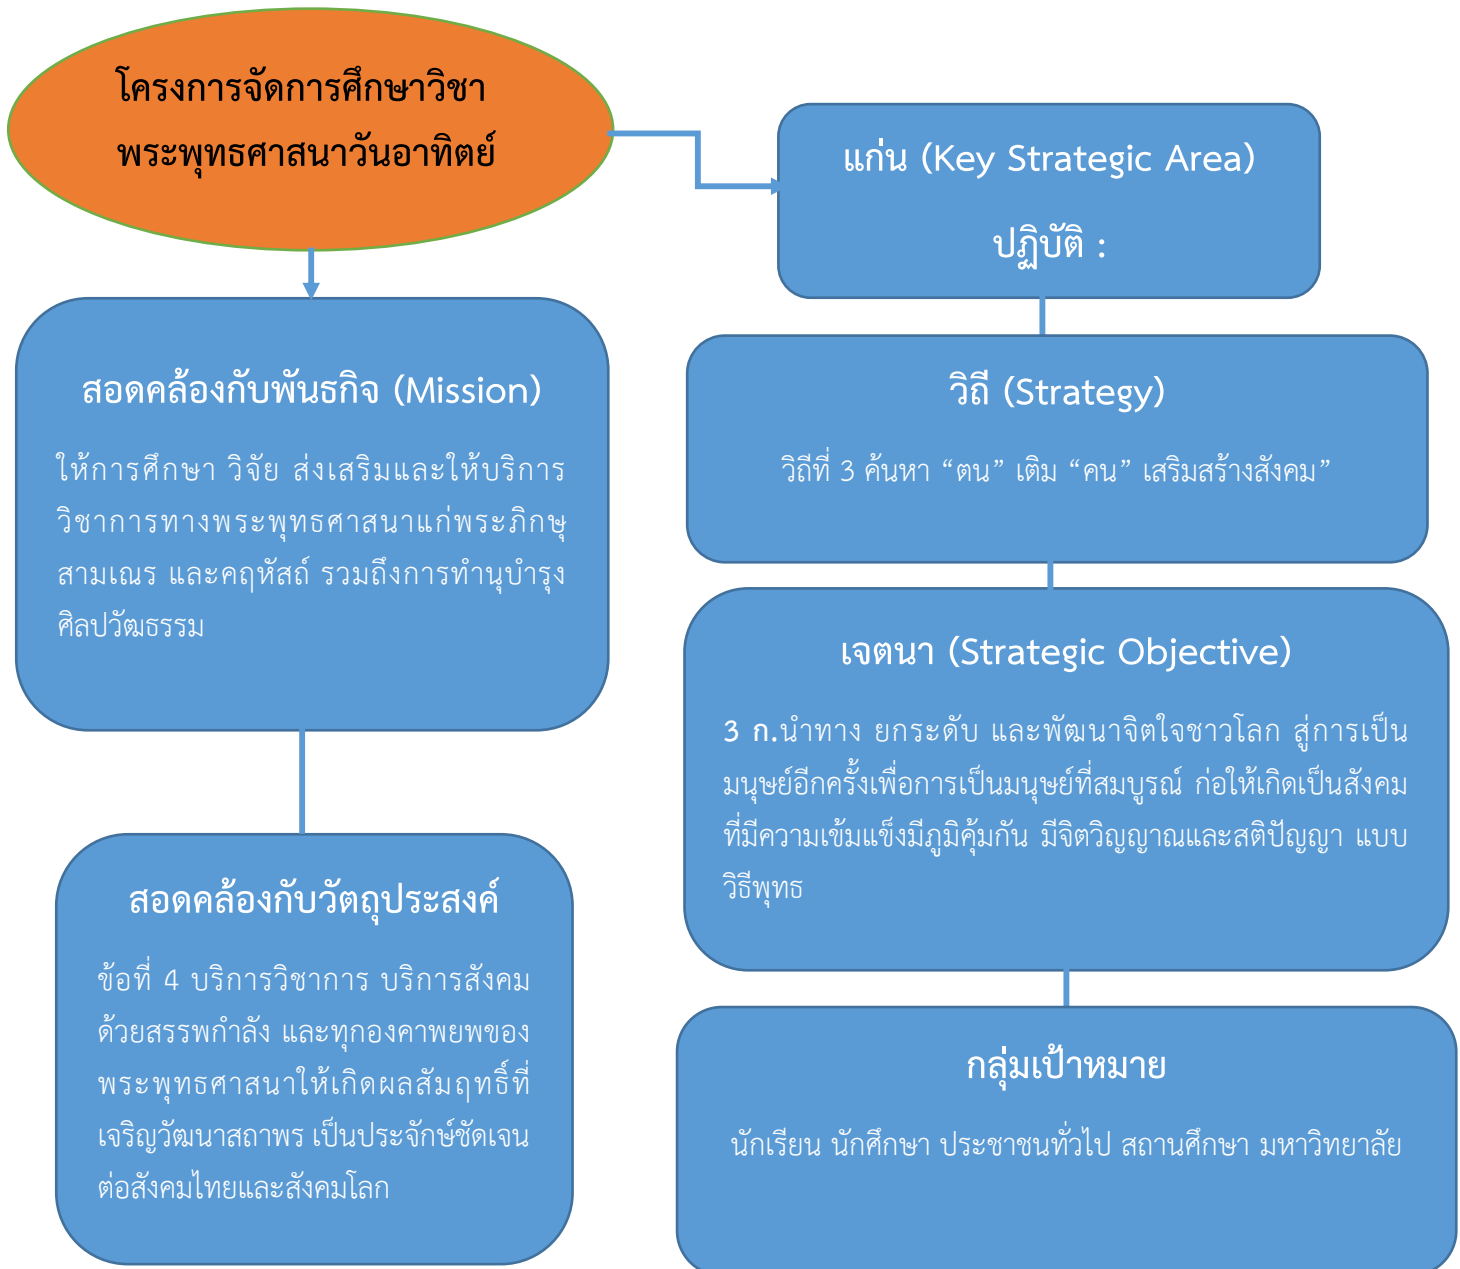 โครงการจัดการศึกษาวิชา
พระพุทธศาสนาวันอาทิตย์
สอดคล้องกับพันธกิจ (Mission)
ให้การศึกษา วิจัย ส่งเสริมและให้บริการ
วิชาการทางพระพุทธศาสนาแก่พระภิกษุ
สามเณร และคฤหัสถ์ รวมถึงการทำนุบำรุง
ศิลปวัฒธรรม
สอดคล้องกับวัตถุประสงค์
ข้อที่ 4 บริการวิชาการ บริการสังคม
ด้วยสรรพกำลัง และทุกองคาพยพของ
พระพุทธศาสนาให้เกิดผลสัมฤทธิ์ที่
เจริญวัฒนาสถาพร เป็นประจักษ์ชัดเจน
ต่อสังคมไทยและสังคมโลก
แก่น (Key Strategic Area)
ปฏิบัติ :
วิถี (Strategy)
วิถีที่ 3 ค้นหา “ตน” เติม “คน” เสริมสร้างสังคม”
เจตนา (Strategic Objective)
3 ก.นำทาง ยกระดับ และพัฒนาจิตใจชาวโลก สู่การเป็น
มนุษย์อีกครั้งเพื่อการเป็นมนุษย์ที่สมบูรณ์ ก่อให้เกิดเป็นสังคม
ที่มีความเข้มแข็งมีภูมิคุ้มกัน มีจิตวิญญาณและสติปัญญา แบบ
วิธีพุทธ
กลุ่มเป้าหมาย
นักเรียน นักศึกษา ประชาชนทั่วไป สถานศึกษา มหาวิทยาลัย